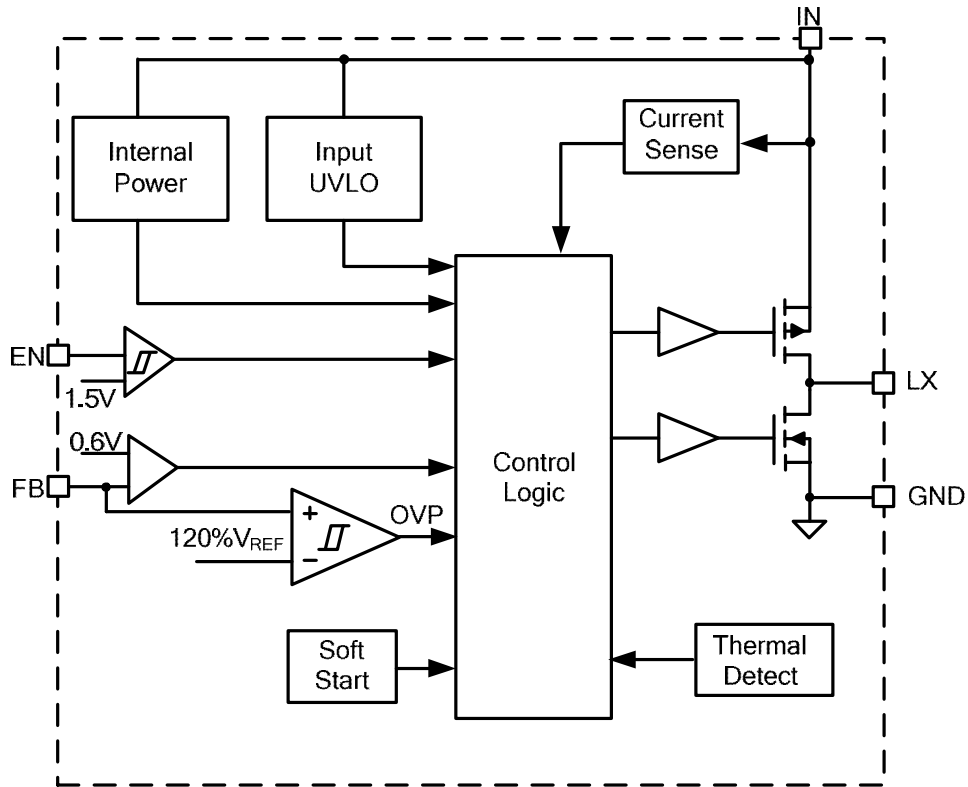 IN
Internal
Power
Input
UVLO
Current
Sense
EN
1.5V
LX
0.6V
FB
Control
Logic
GND
OVP
+
120%VREF
−
Soft
Start
Thermal
Detect